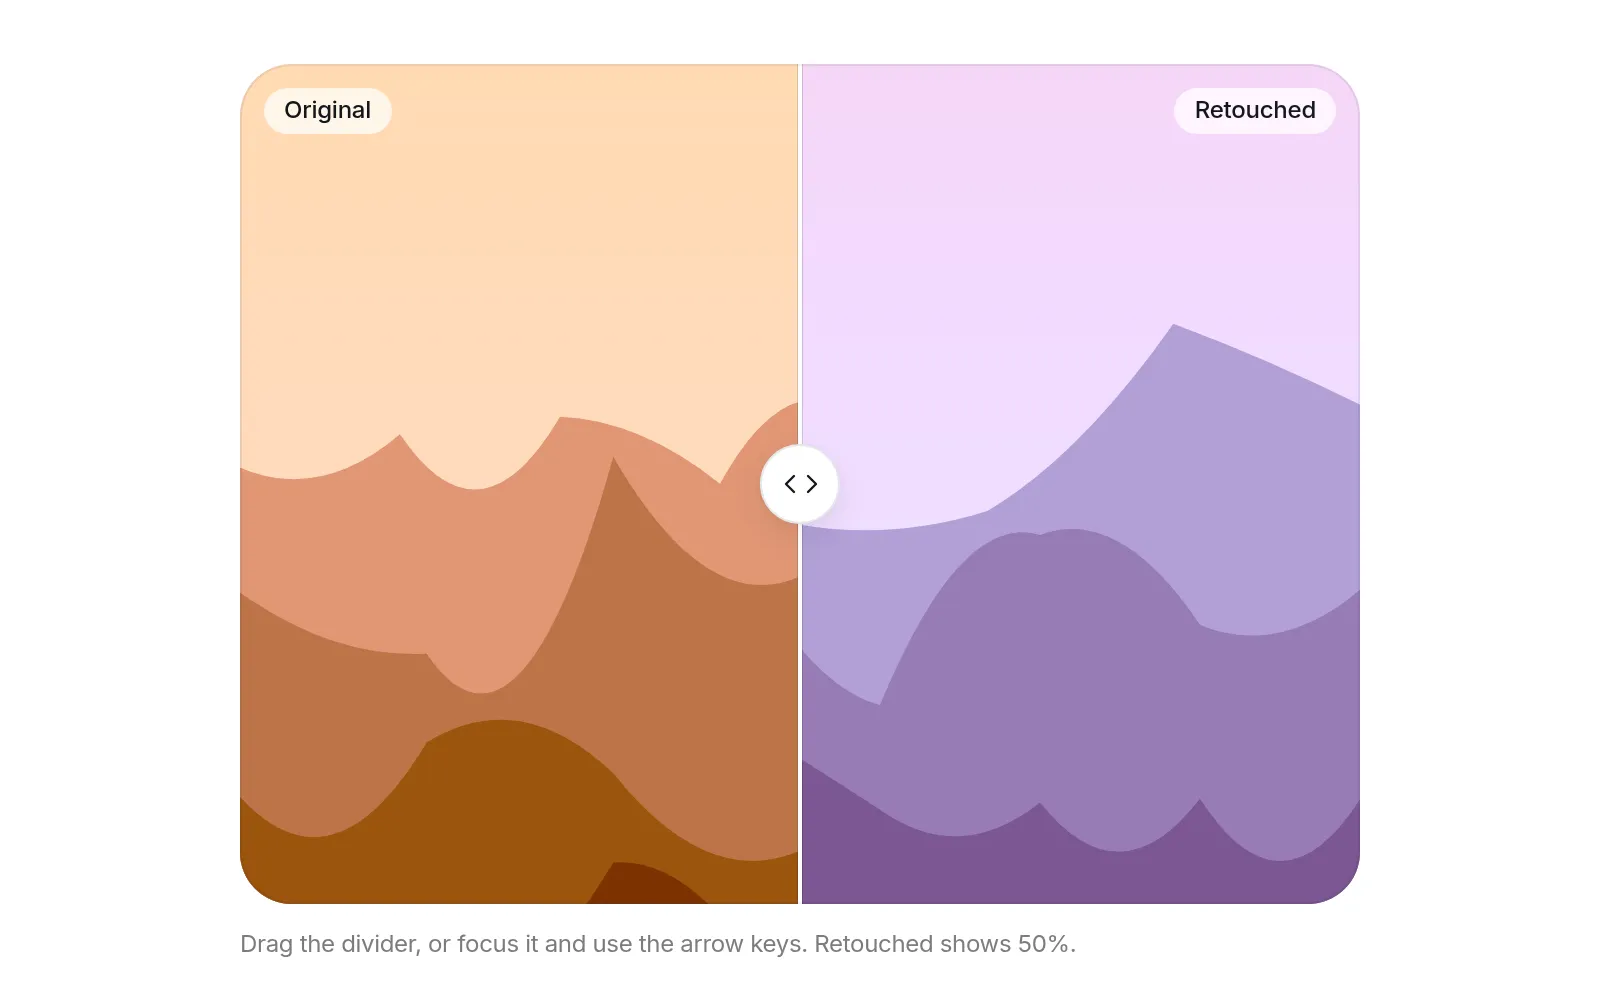 Original
Retouched
Drag the divider, or focus it and use the arrow keys. Retouched shows 50%.